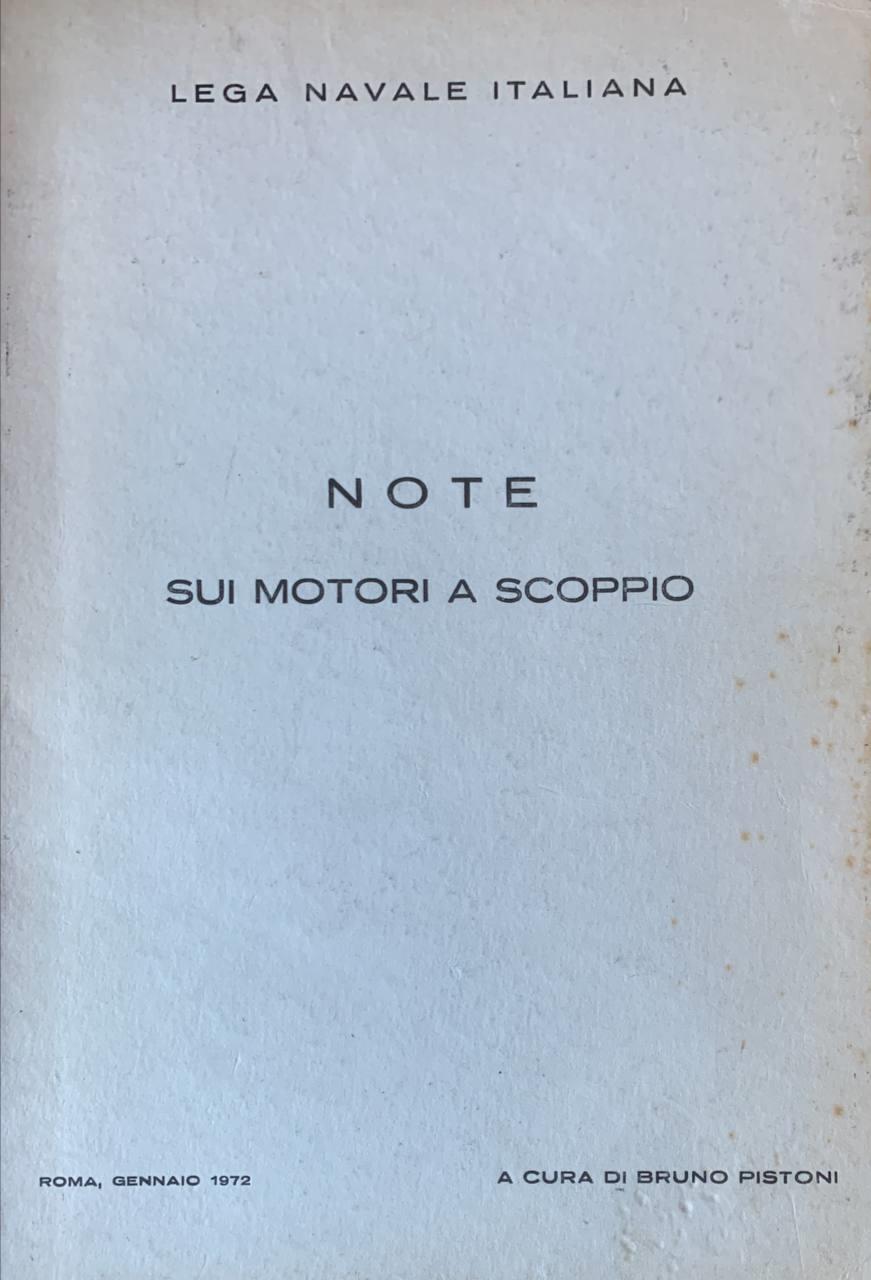 LEGA NAVALE ITALIANA
NOTE
SUI MOTORI A SCOPPIO
ROMA, GENNAIO 1972
A CURA DI BRUNO PISTONI